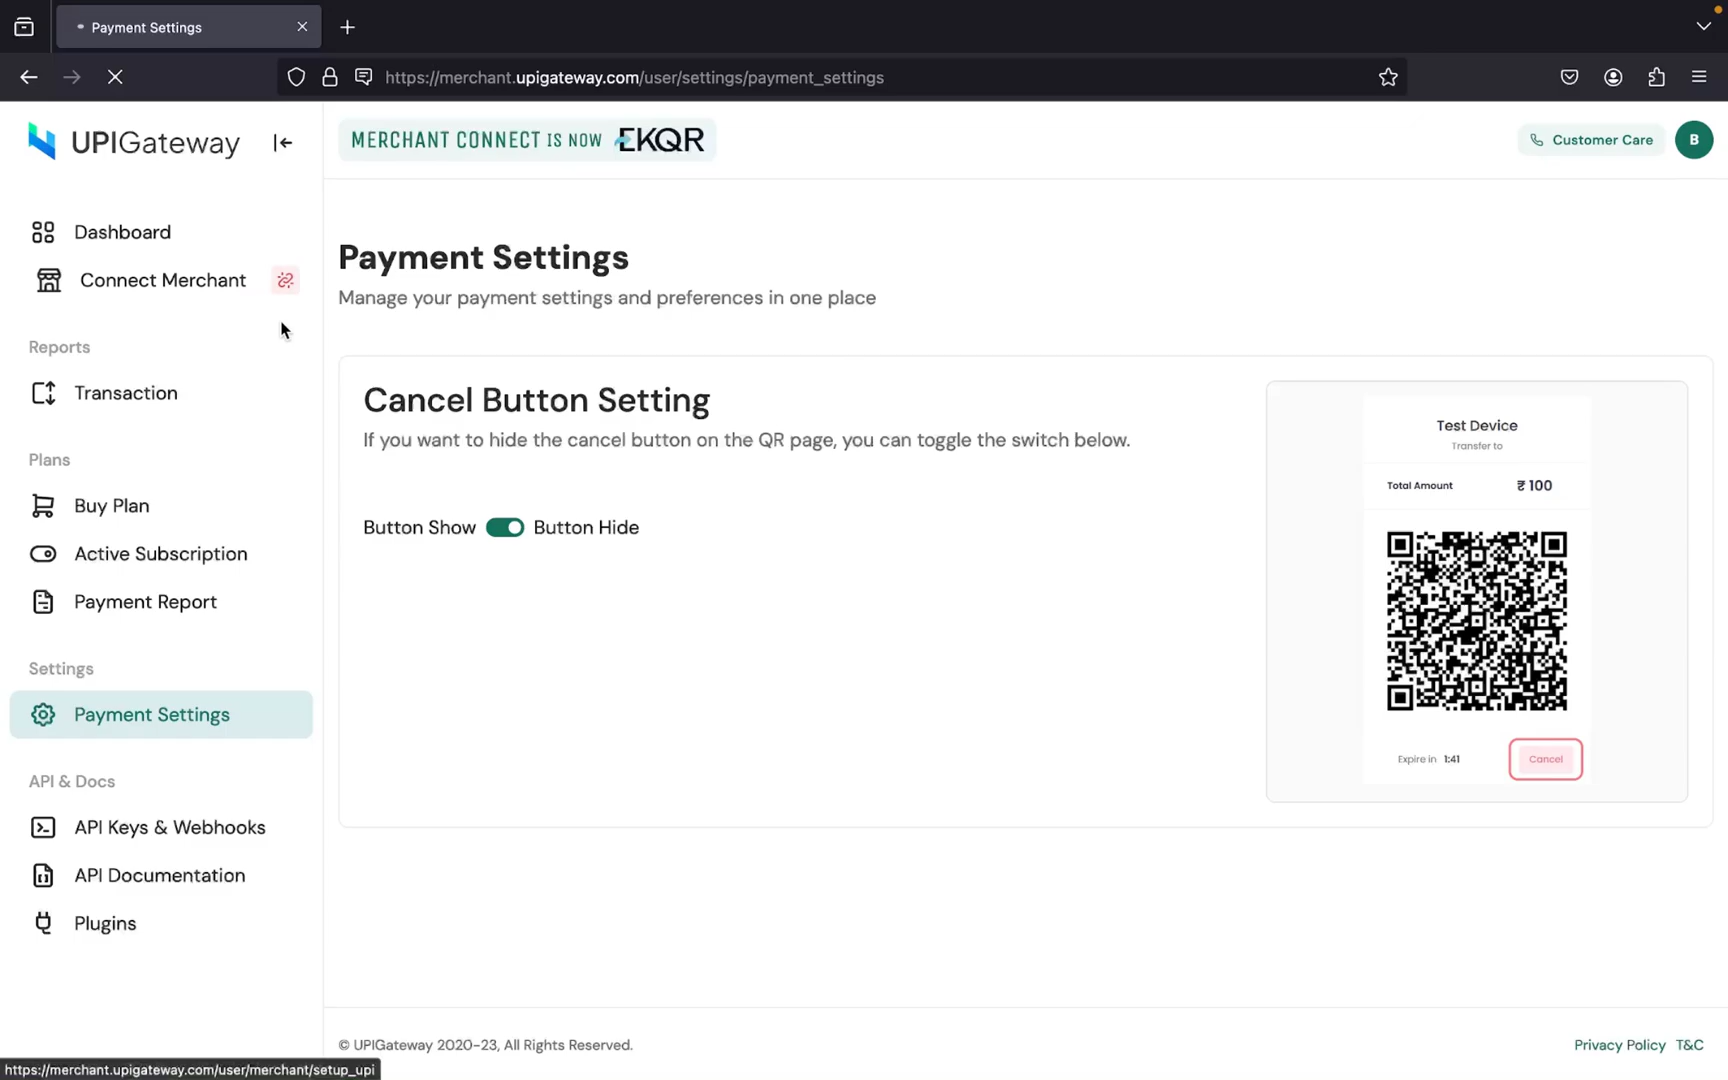 Payment Settings
https://merchant.upigateway.com/user/settings/payment_settings
UPIGateway
MERCHANT CONNECT IS NOW EKQR
Customer Care
B
Dashboard
Connect Merchant
Reports
Transaction
Plans
Buy Plan
Active Subscription
Payment Report
Settings
Payment Settings
API & Docs
API Keys & Webhooks
API Documentation
Plugins
Payment Settings
Manage your payment settings and preferences in one place
Cancel Button Setting
If you want to hide the cancel button on the QR page, you can toggle the switch below.
Button Show Button Hide
Test Device
Transfer to
Total Amount ₹ 100
Expire in 1:41
Cancel
© UPIGateway 2020-23, All Rights Reserved.
Privacy Policy T&C
https://merchant.upigateway.com/user/merchant/setup_upi